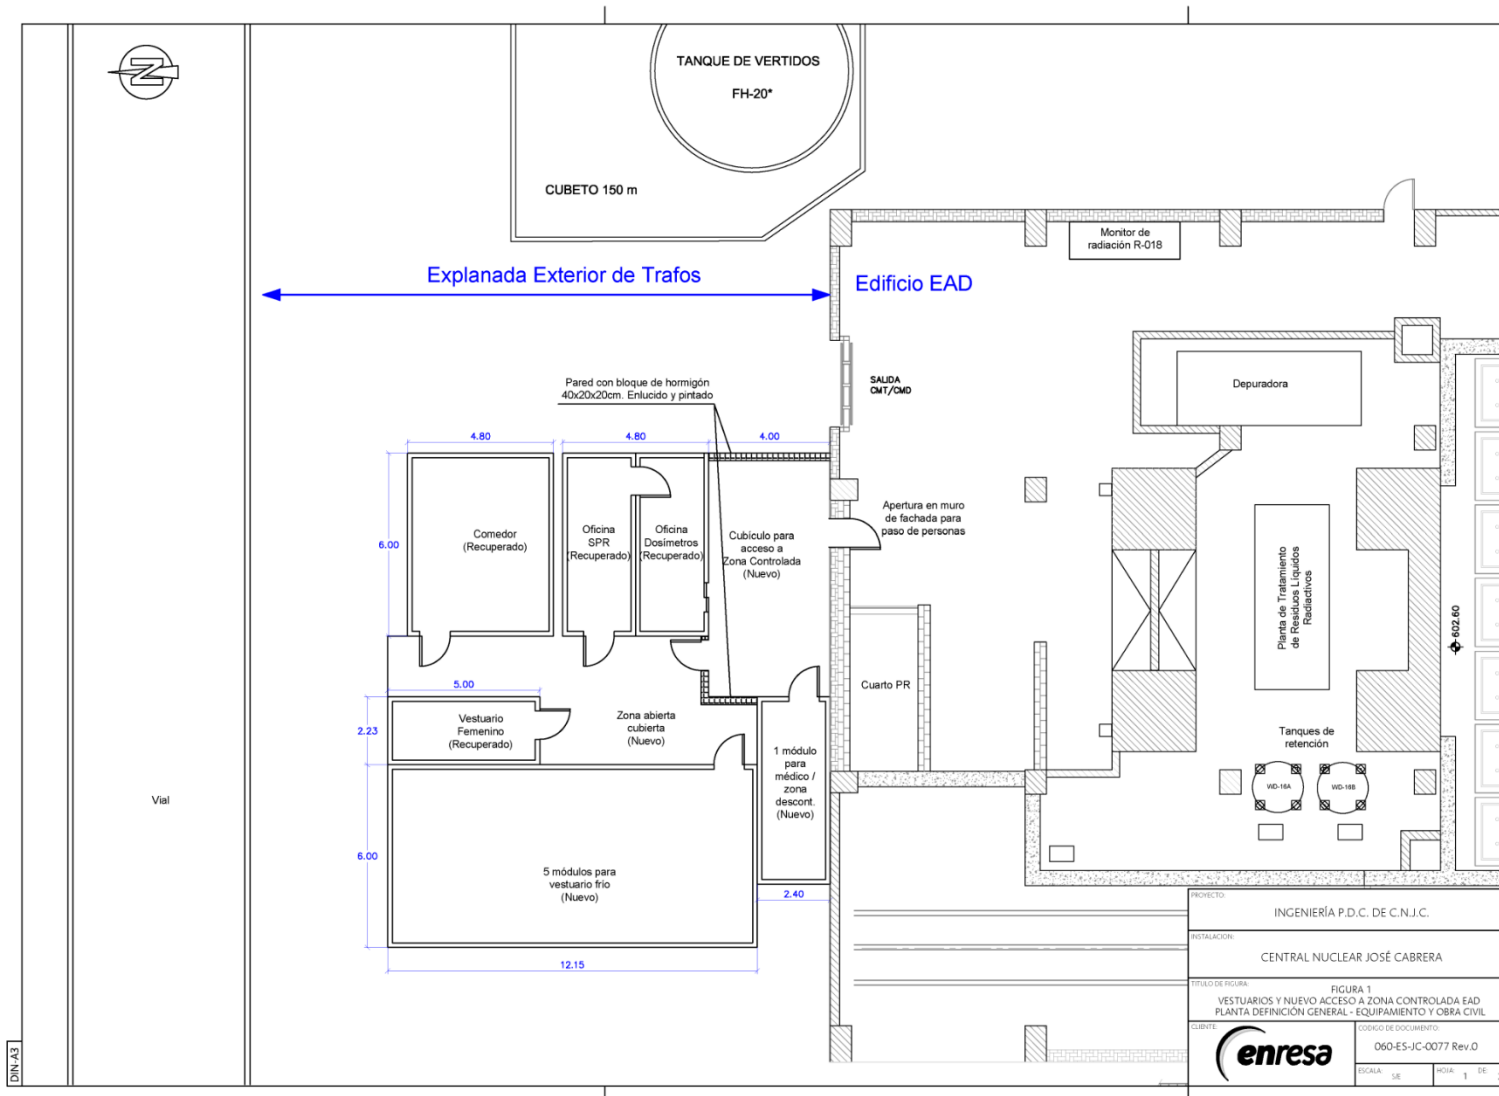 N
TANQUE DE VERTIDOS
FH-20*
CUBETO 150 m
Monitor de
radiación R-018
Explanada Exterior de Trafos
Edificio EAD
SALIDA
CMT/CMD
Depuradora
Pared con bloque de hormigón
40x20x20cm. Enlucido y pintado
4.80
4.80
4.00
6.00
Comedor
(Recuperado)
Oficina
SPR
(Recuperado)
Oficina
Dosímetros
(Recuperado)
Cubículo para
acceso a
Zona Controlada
(Nuevo)
Apertura en muro
de fachada para
paso de personas
Planta de Tratamiento
de Residuos Líquidos
Radiactivos
602.60
Cuarto PR
5.00
2.23
Vestuario
Femenino
(Recuperado)
Zona abierta
cubierta
(Nuevo)
1 módulo
para
médico /
zona
descont.
(Nuevo)
Tanques de
retención
WD-16A
WD-16B
Vial
6.00
5 módulos para
vestuario frío
(Nuevo)
2.40
12.15
PROYECTO:
INGENIERÍA P.D.C. DE C.N.J.C.
INSTALACION:
CENTRAL NUCLEAR JOSÉ CABRERA
TITULO DE FIGURA:
FIGURA 1
VESTUARIOS Y NUEVO ACCESO A ZONA CONTROLADA EAD
PLANTA DEFINICIÓN GENERAL - EQUIPAMIENTO Y OBRA CIVIL
CLIENTE:
enresa
CODIGO DE DOCUMENTO:
060-ES-JC-0077 Rev.0
ESCALA: S/E
HOJA: 1 DE
DIN-A3